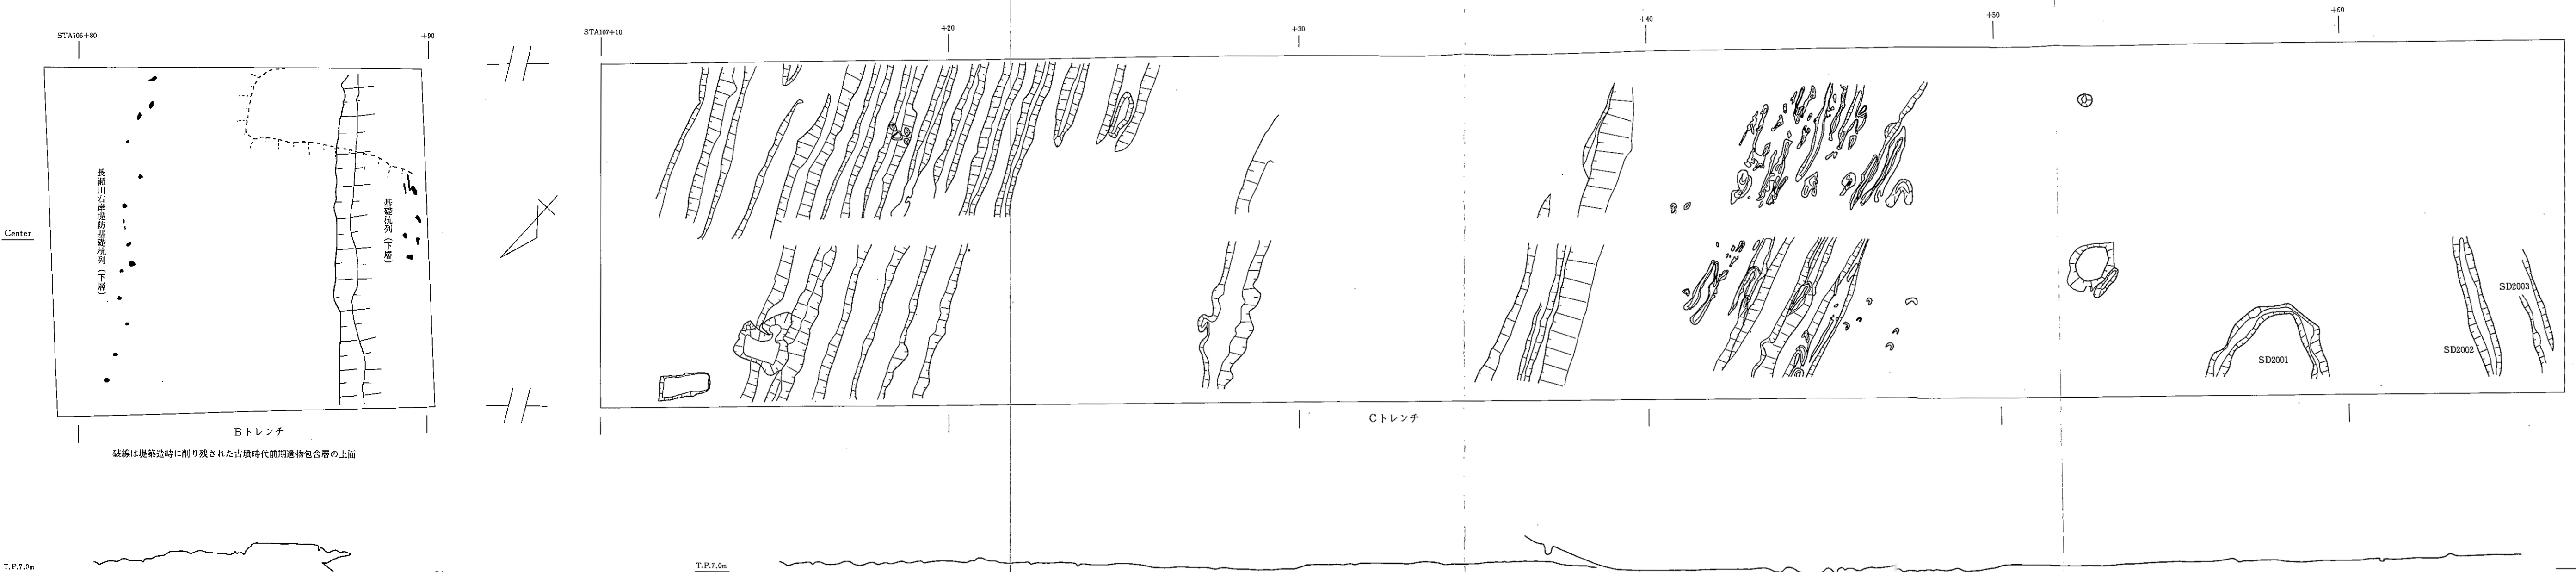 STA106+80
+90
STA107+10
+20
+30
+40
+50
+60
Center
長瀬川右岸堤防基礎杭列(下層)
基礎杭列(下層)
SD2003
SD2002
SD2001
Bトレンチ
Cトレンチ
破線は堤築造時に削り残された古墳時代前期遺物包含層の上面
T.P.7.0m
T.P.7.0m